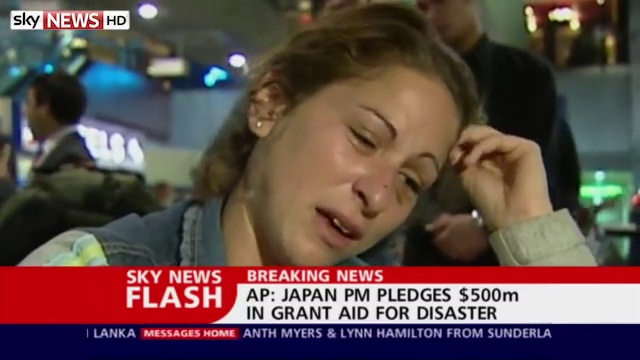 sky NEWS HD
SKY NEWS
FLASH
BREAKING NEWS
AP: JAPAN PM PLEDGES $500m
IN GRANT AID FOR DISASTER
I LANKA MESSAGES HOME ANTH MYERS & LYNN HAMILTON FROM SUNDERLA